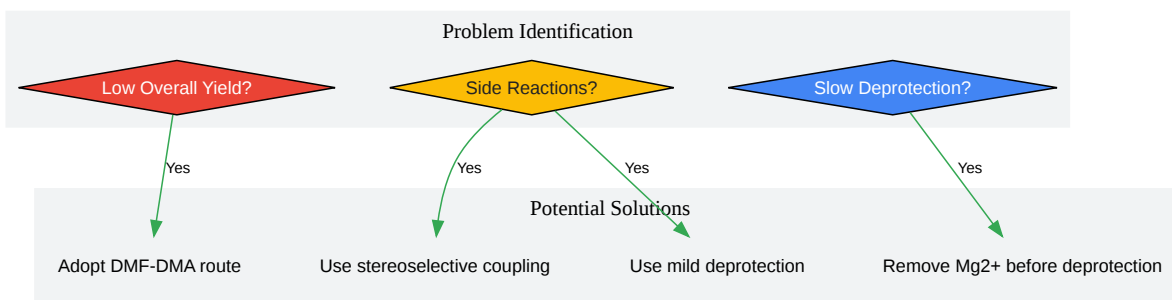 Problem Identification
Low Overall Yield?
Side Reactions?
Slow Deprotection?
Yes
Yes
Yes
Yes
Potential Solutions
Adopt DMF-DMA route
Use stereoselective coupling
Use mild deprotection
Remove Mg2+ before deprotection